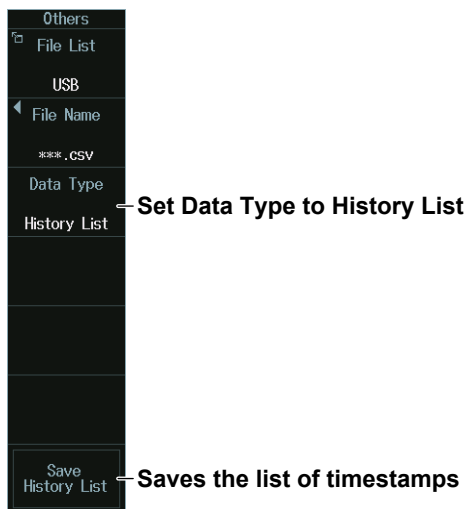 Others
File List
USB
File Name
***.csv
Data Type
Set Data Type to History List
History List
Save
History List
Saves the list of timestamps